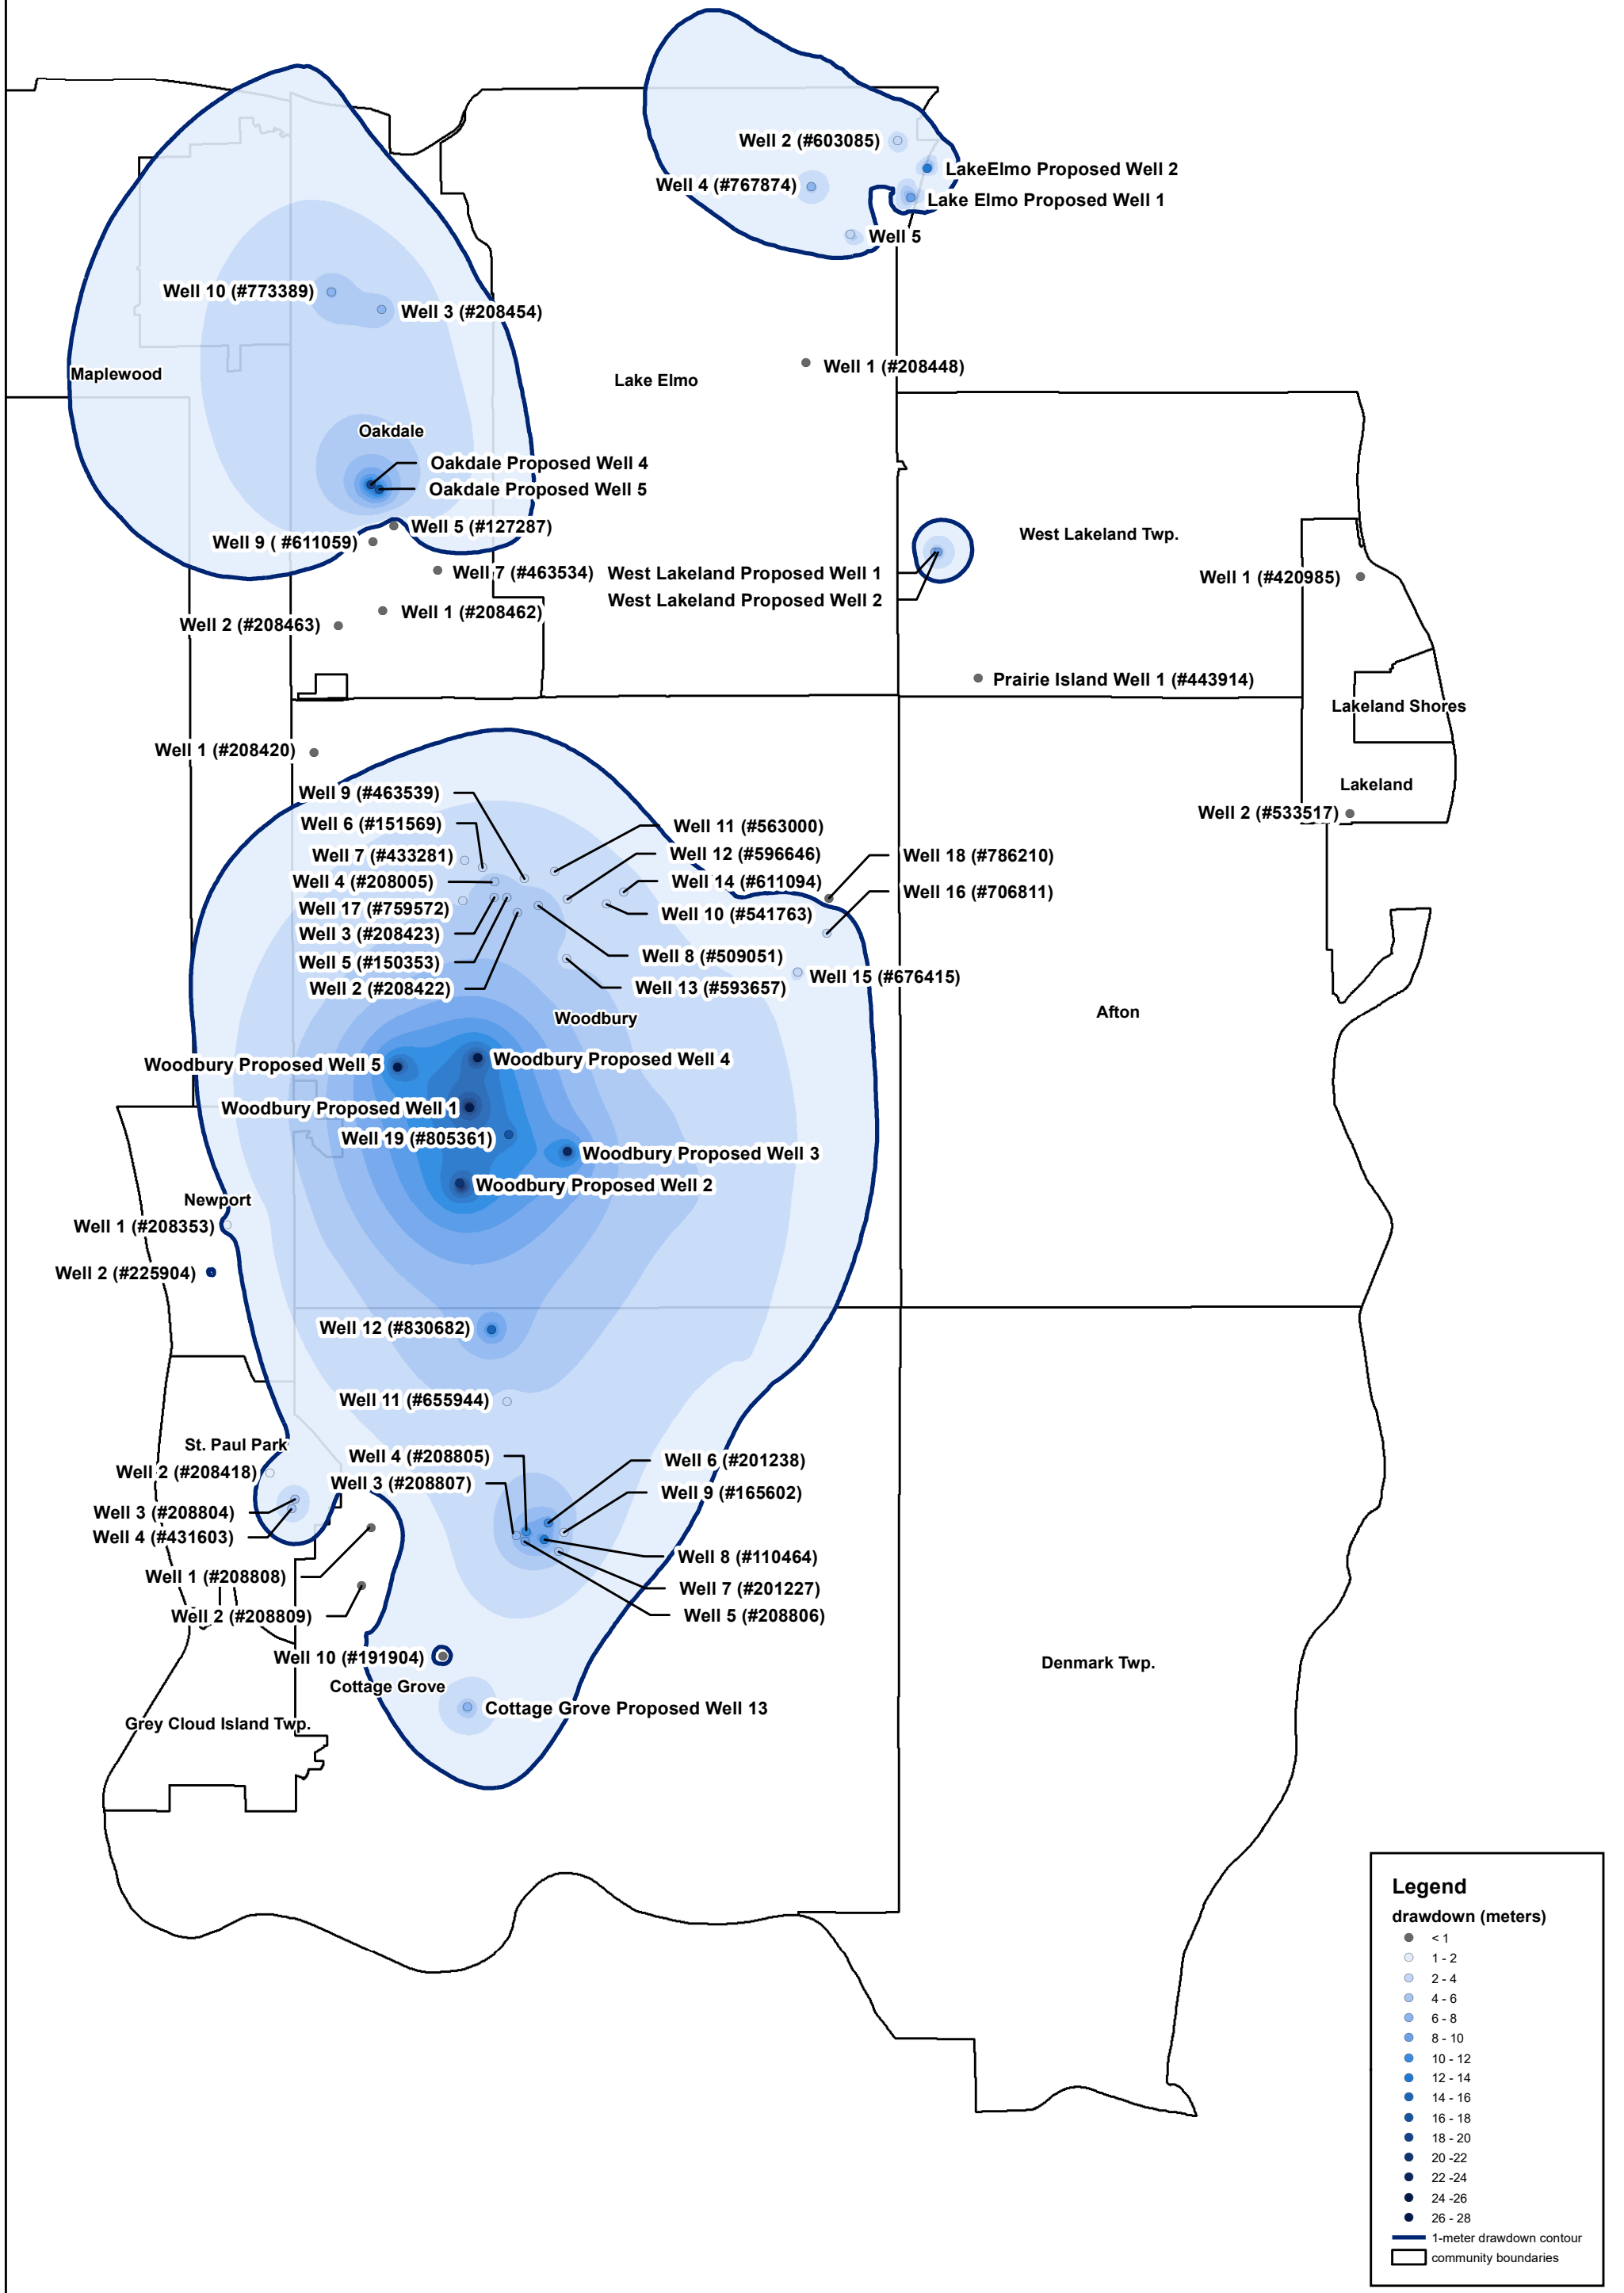 Well 2 (#603085)
LakeElmo Proposed Well 2
Well 4 (#767874)
Lake Elmo Proposed Well 1
Well 5
Well 10 (#773389)
Well 3 (#208454)
Well 1 (#208448)
Maplewood
Lake Elmo
Oakdale
Oakdale Proposed Well 4
Oakdale Proposed Well 5
Well 5 (#127287)
Well 9 ( #611059)
West Lakeland Twp.
Well 7 (#463534)
West Lakeland Proposed Well 1
Well 1 (#420985)
West Lakeland Proposed Well 2
Well 1 (#208462)
Well 2 (#208463)
Prairie Island Well 1 (#443914)
Lakeland Shores
Well 1 (#208420)
Lakeland
Well 9 (#463539)
Well 2 (#533517)
Well 6 (#151569)
Well 11 (#563000)
Well 7 (#433281)
Well 12 (#596646)
Well 18 (#786210)
Well 4 (#208005)
Well 14 (#611094)
Well 16 (#706811)
Well 17 (#759572)
Well 10 (#541763)
Well 3 (#208423)
Well 5 (#150353)
Well 8 (#509051)
Well 15 (#676415)
Well 2 (#208422)
Well 13 (#593657)
Woodbury
Afton
Woodbury Proposed Well 5
Woodbury Proposed Well 4
Woodbury Proposed Well 1
Well 19 (#805361)
Woodbury Proposed Well 3
Woodbury Proposed Well 2
Newport
Well 1 (#208353)
Well 2 (#225904)
Well 12 (#830682)
Well 11 (#655944)
St. Paul Park
Well 4 (#208805)
Well 6 (#201238)
Well 2 (#208418)
Well 3 (#208807)
Well 9 (#165602)
Well 3 (#208804)
Well 4 (#431603)
Well 8 (#110464)
Well 1 (#208808)
Well 7 (#201227)
Well 2 (#208809)
Well 5 (#208806)
Well 10 (#191904)
Denmark Twp.
Cottage Grove
Cottage Grove Proposed Well 13
Grey Cloud Island Twp.
Legend
drawdown (meters)
< 1
1 - 2
2 - 4
4 - 6
6 - 8
8 - 10
10 - 12
12 - 14
14 - 16
16 - 18
18 - 20
20 -22
22 -24
24 -26
26 - 28
1-meter drawdown contour
community boundaries